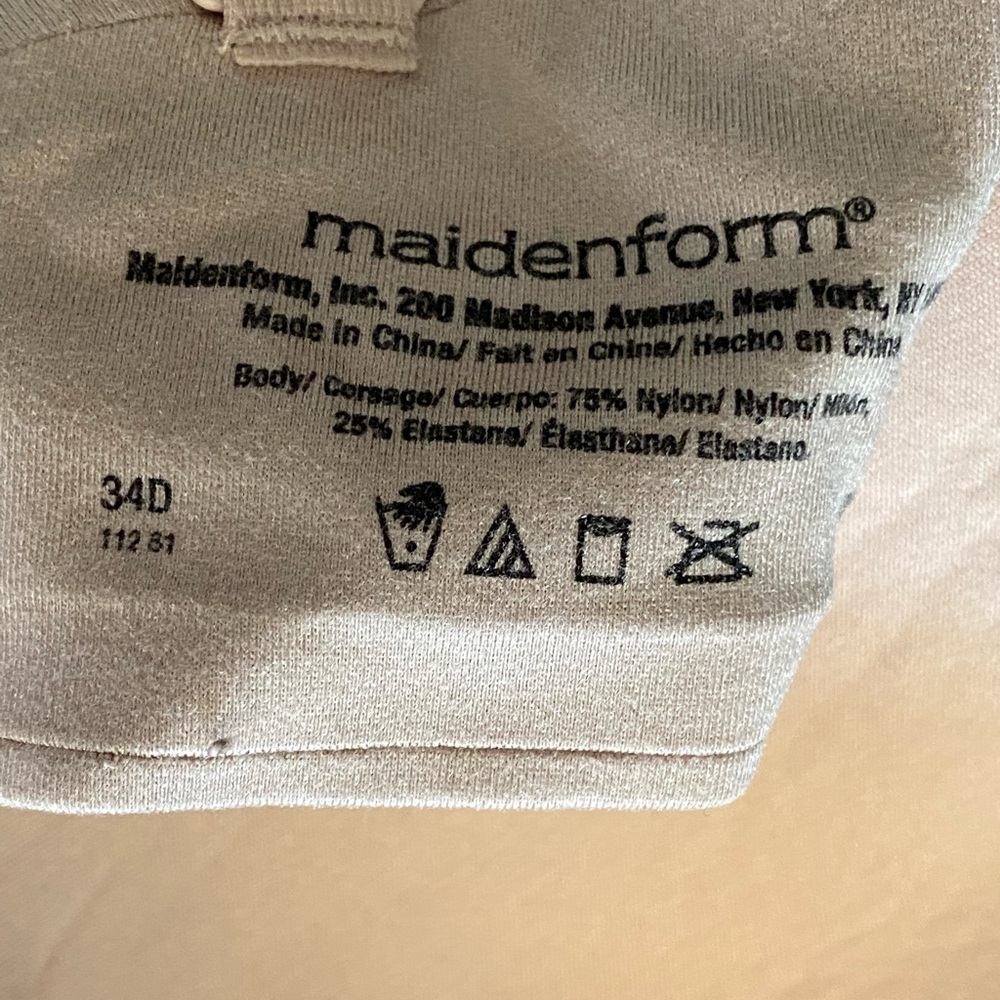 maidenform®
Maidenform, Inc. 200 Madison Avenue, New York, NY
Made in China/ Fait en Chine/ Hecho en China
Body/ Corsage/ Cuerpo: 75% Nylon/ Nylon/ Nilón,
25% Elastane/ Élasthane/ Elastano
34D
112 61